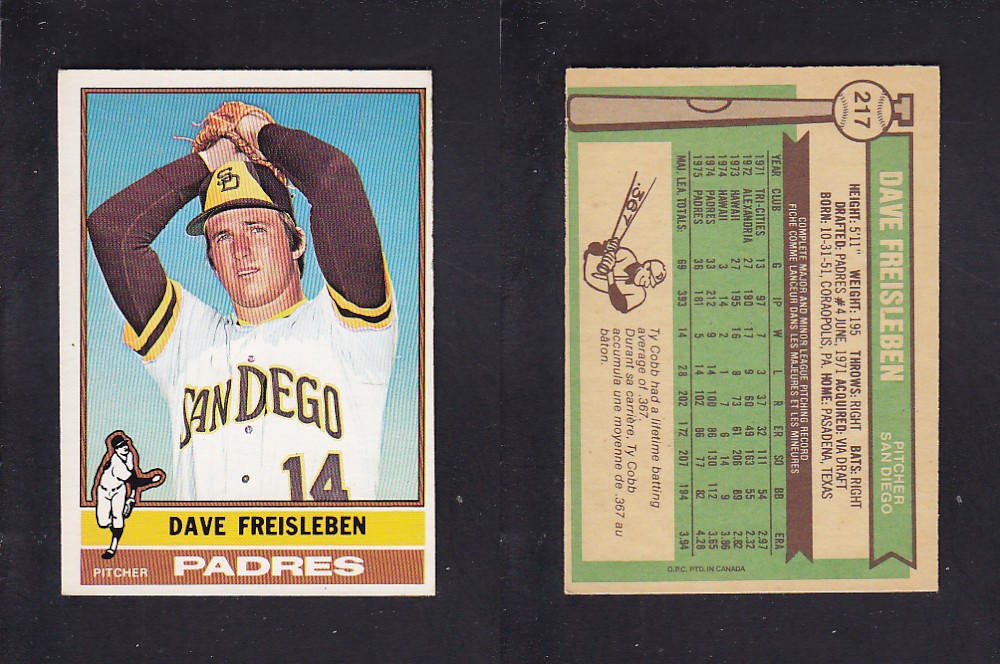 SD
SAN DIEGO
14
DAVE FREISLEBEN
PITCHER PADRES
217
DAVE FREISLEBEN
PITCHER
SAN DIEGO
HEIGHT: 5'11" WEIGHT: 195 THROWS: RIGHT BATS: RIGHT
DRAFTED: PADRES #4 JUNE, 1971 ACQUIRED: VIA DRAFT
BORN: 10-31-51, CORAOPOLIS, PA. HOME: PASADENA, TEXAS
COMPLETE MAJOR AND MINOR LEAGUE PITCHING RECORD
FICHE COMME LANCEUR DANS LES MAJEURES ET LES MINEURES
YEAR CLUB G IP W L R ER SO BB ERA
1971 TRI-CITIES 13 97 7 3 37 32 111 54 2.97
1972 ALEXANDRIA 27 190 17 9 60 49 163 55 2.32
1973 HAWAII 27 195 16 8 73 61 206 69 2.82
1974 HAWAII 3 14 2 1 7 6 14 9 3.86
1974 PADRES 33 212 9 14 100 86 130 112 3.65
1975 PADRES 36 181 5 14 102 86 77 82 4.28
MAJ. LEA. TOTALS: 69 393 14 28 202 172 207 194 3.94
.367
Ty Cobb had a lifetime batting
average of .367.
Durant sa carrière, Ty Cobb
accumula une moyenne de .367 au
bâton.
O.P.C. PTD. IN CANADA